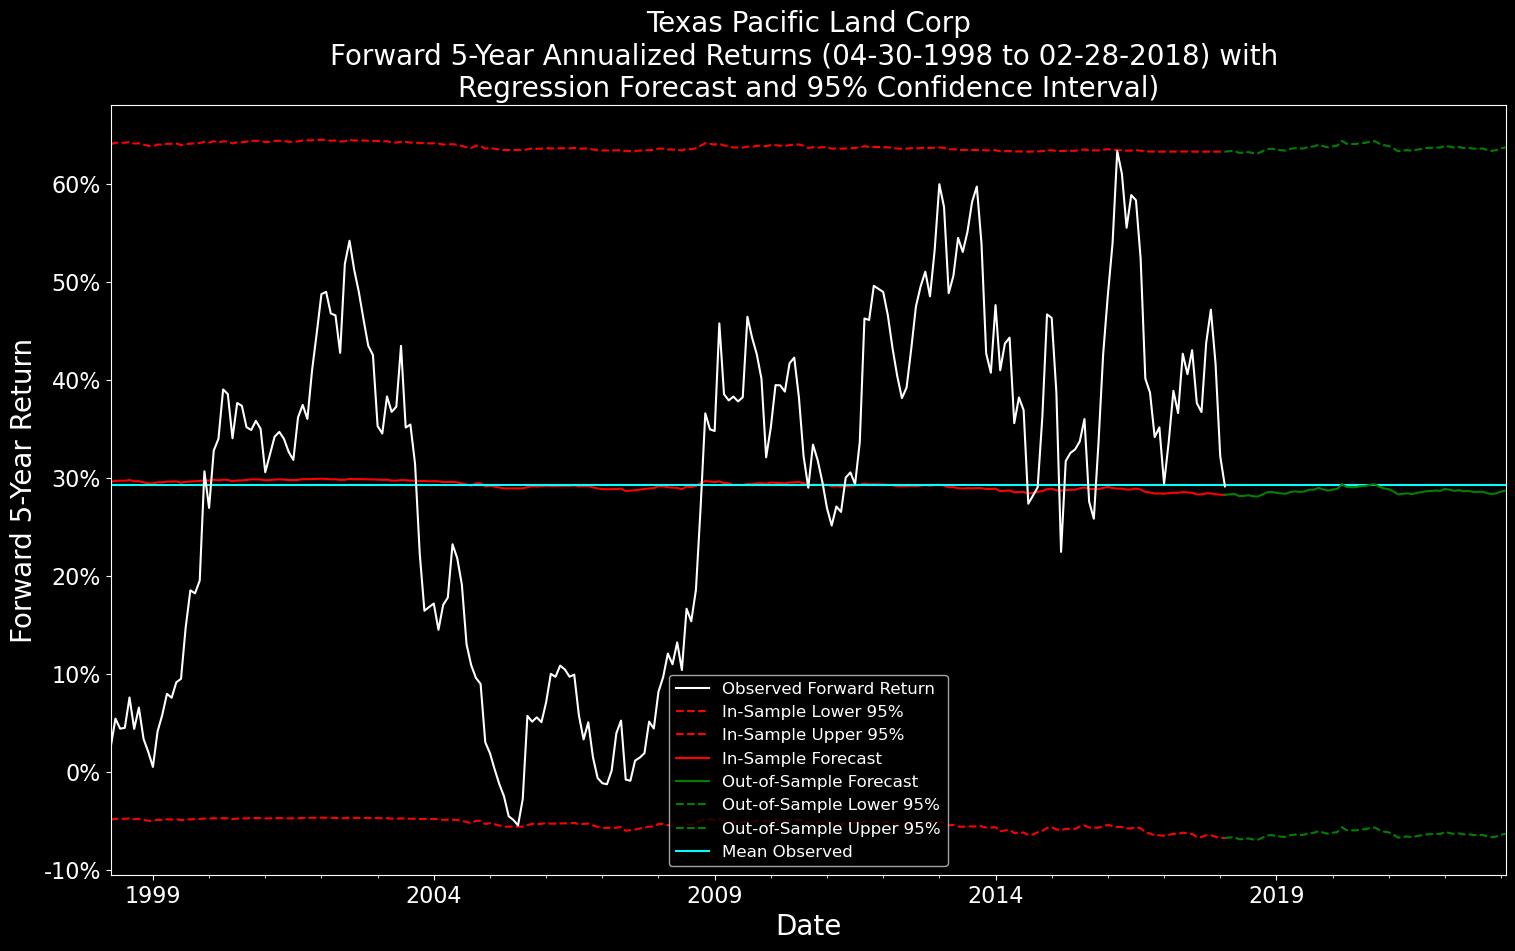 Texas Pacific Land Corp
Forward 5-Year Annualized Returns (04-30-1998 to 02-28-2018) with
Regression Forecast and 95% Confidence Interval)
Forward 5-Year Return
60%
50%
40%
30%
20%
10%
0%
-10%
Observed Forward Return
In-Sample Lower 95%
In-Sample Upper 95%
In-Sample Forecast
Out-of-Sample Forecast
Out-of-Sample Lower 95%
Out-of-Sample Upper 95%
Mean Observed
1999 2004 2009 2014 2019
Date